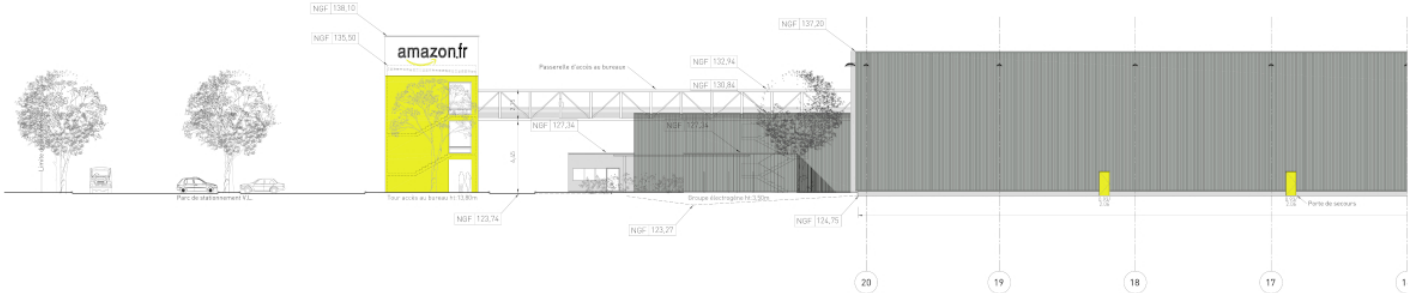 NGF 138,10
NGF 135,50
amazon.fr
NGF 137,20
Passerelle d'accès au bureaux
NGF 132,94
NGF 130,84
NGF 127,34
NGF 127,34
Parc de stationnement V.L.
Tour accès au bureau ht:13,80m
Groupe électrogène ht:3,50m
Porte de secours
NGF 123,74
NGF 123,27
NGF 124,75
20
19
18
17